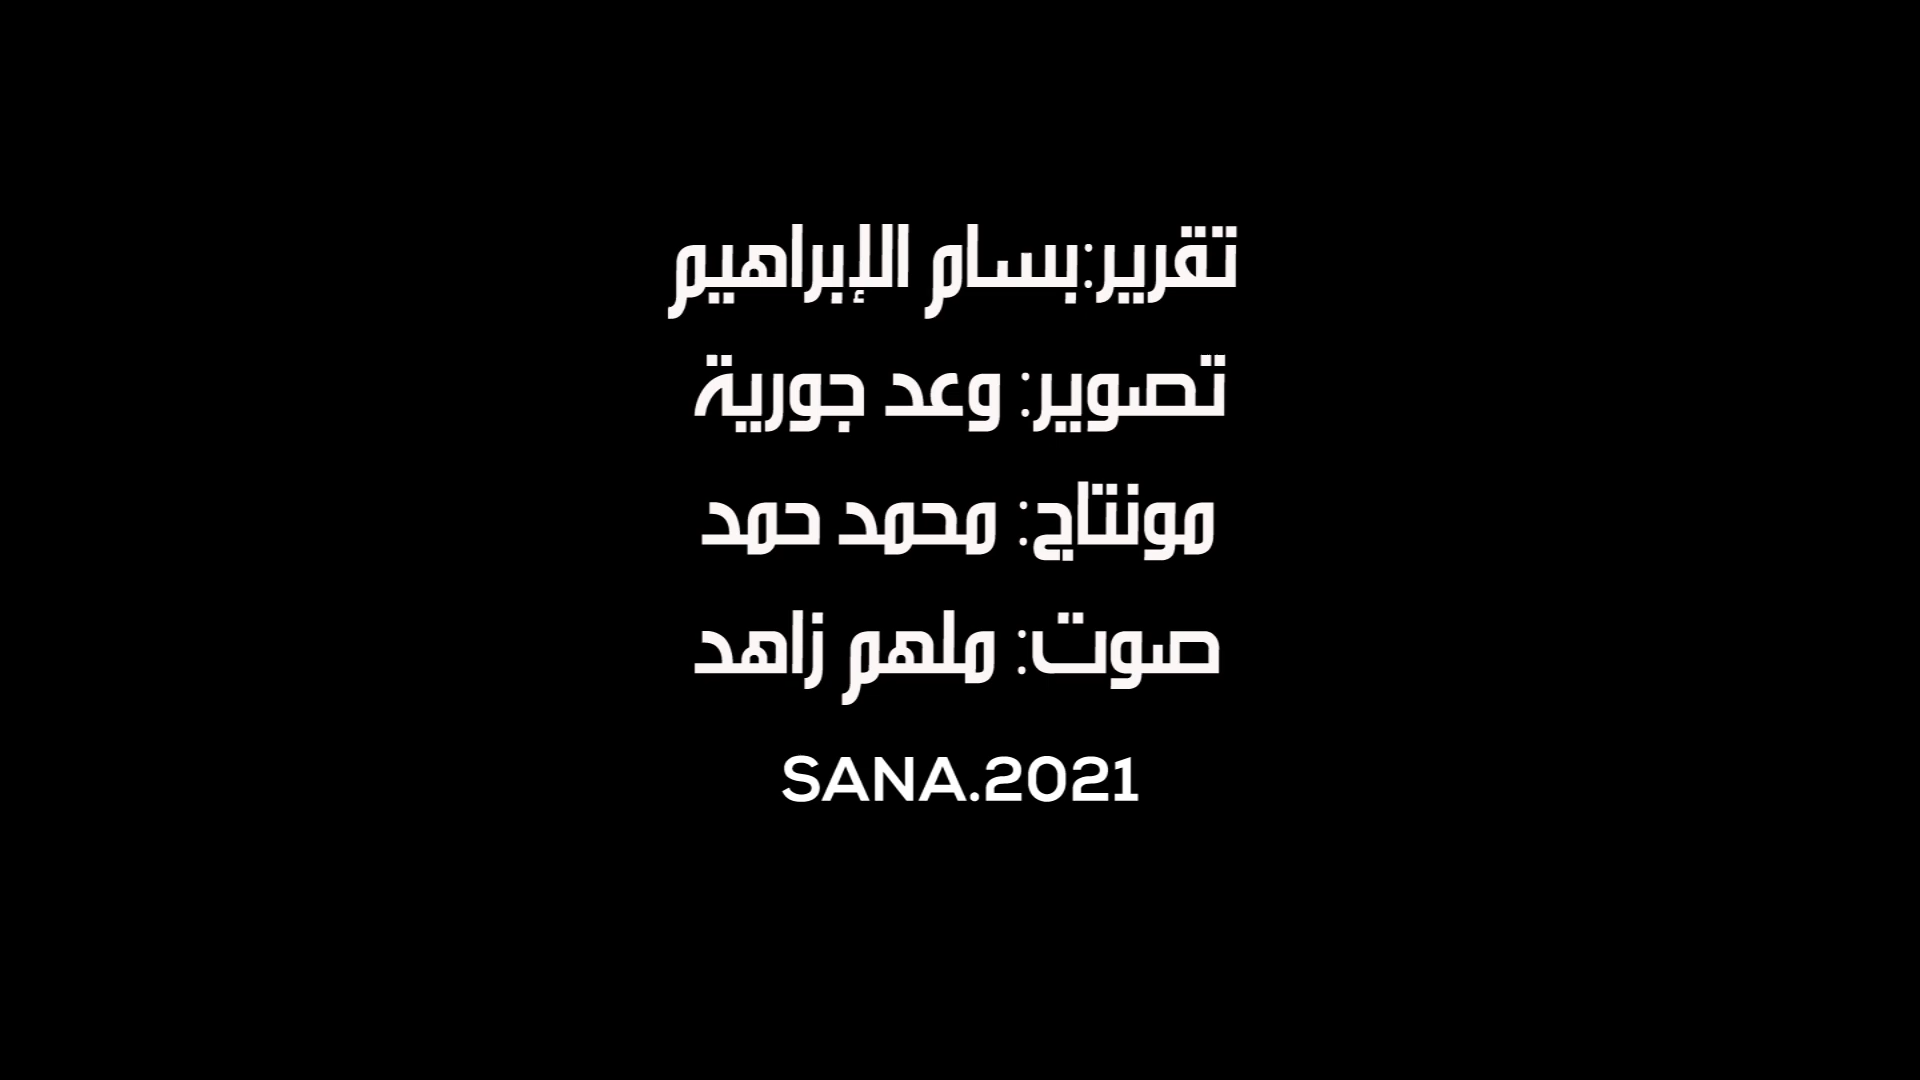 تقرير:بسام الإبراهيم
تصوير: وعد جورية
مونتاج: محمد حمد
صوت: ملهم زاهد
SANA.2021